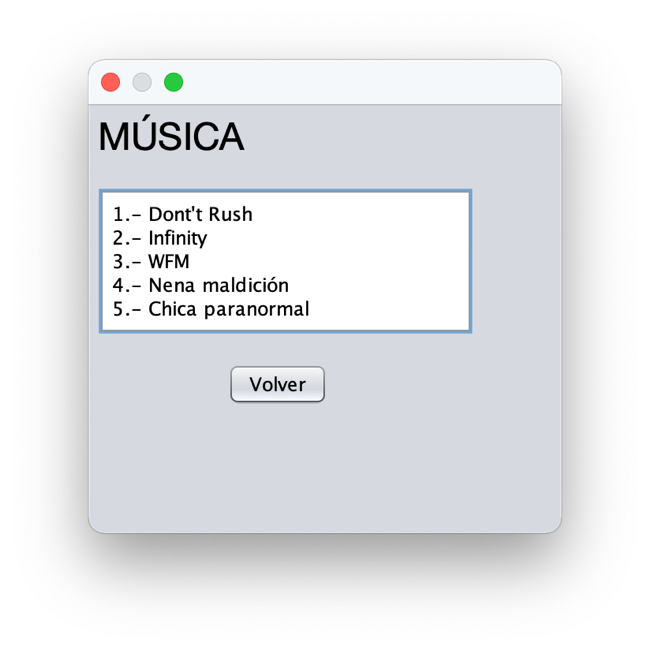 MÚSICA
1.- Dont't Rush
2.- Infinity
3.- WFM
4.- Nena maldición
5.- Chica paranormal
Volver